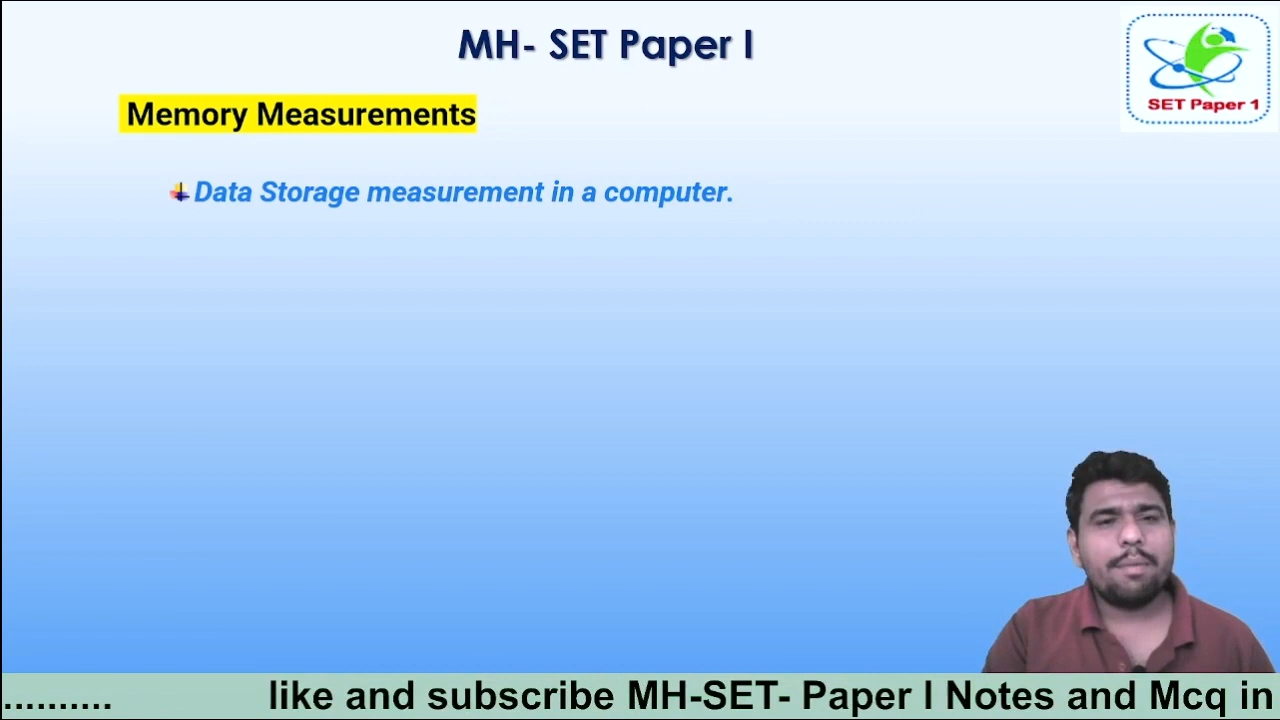 MH- SET Paper I
SET Paper 1
Memory Measurements
Data Storage measurement in a computer.
.......... like and subscribe MH-SET- Paper I Notes and Mcq in